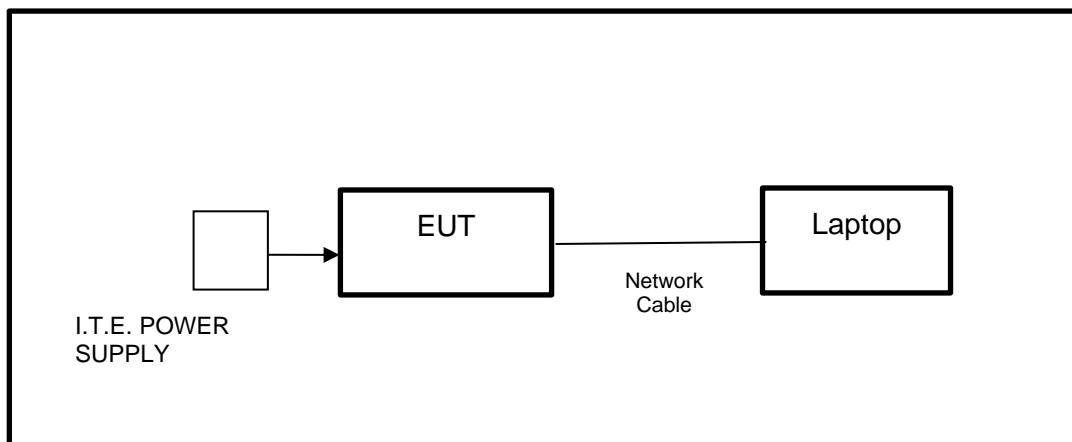 EUT
Laptop
Network
Cable
I.T.E. POWER
SUPPLY